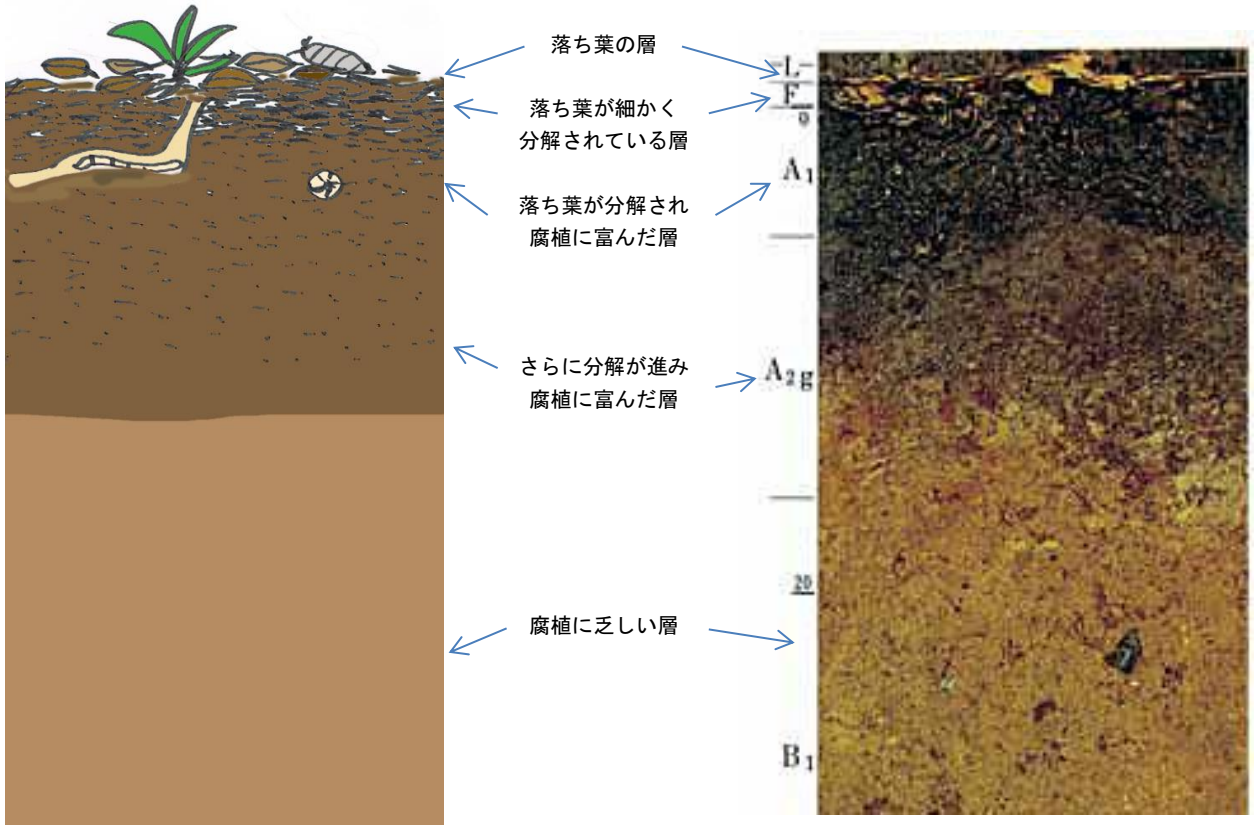 落ち葉の層
落ち葉が細かく
分解されている層
落ち葉が分解され
腐植に富んだ層
さらに分解が進み
腐植に富んだ層
腐植に乏しい層
L
F
0
A1
A2g
20
B1